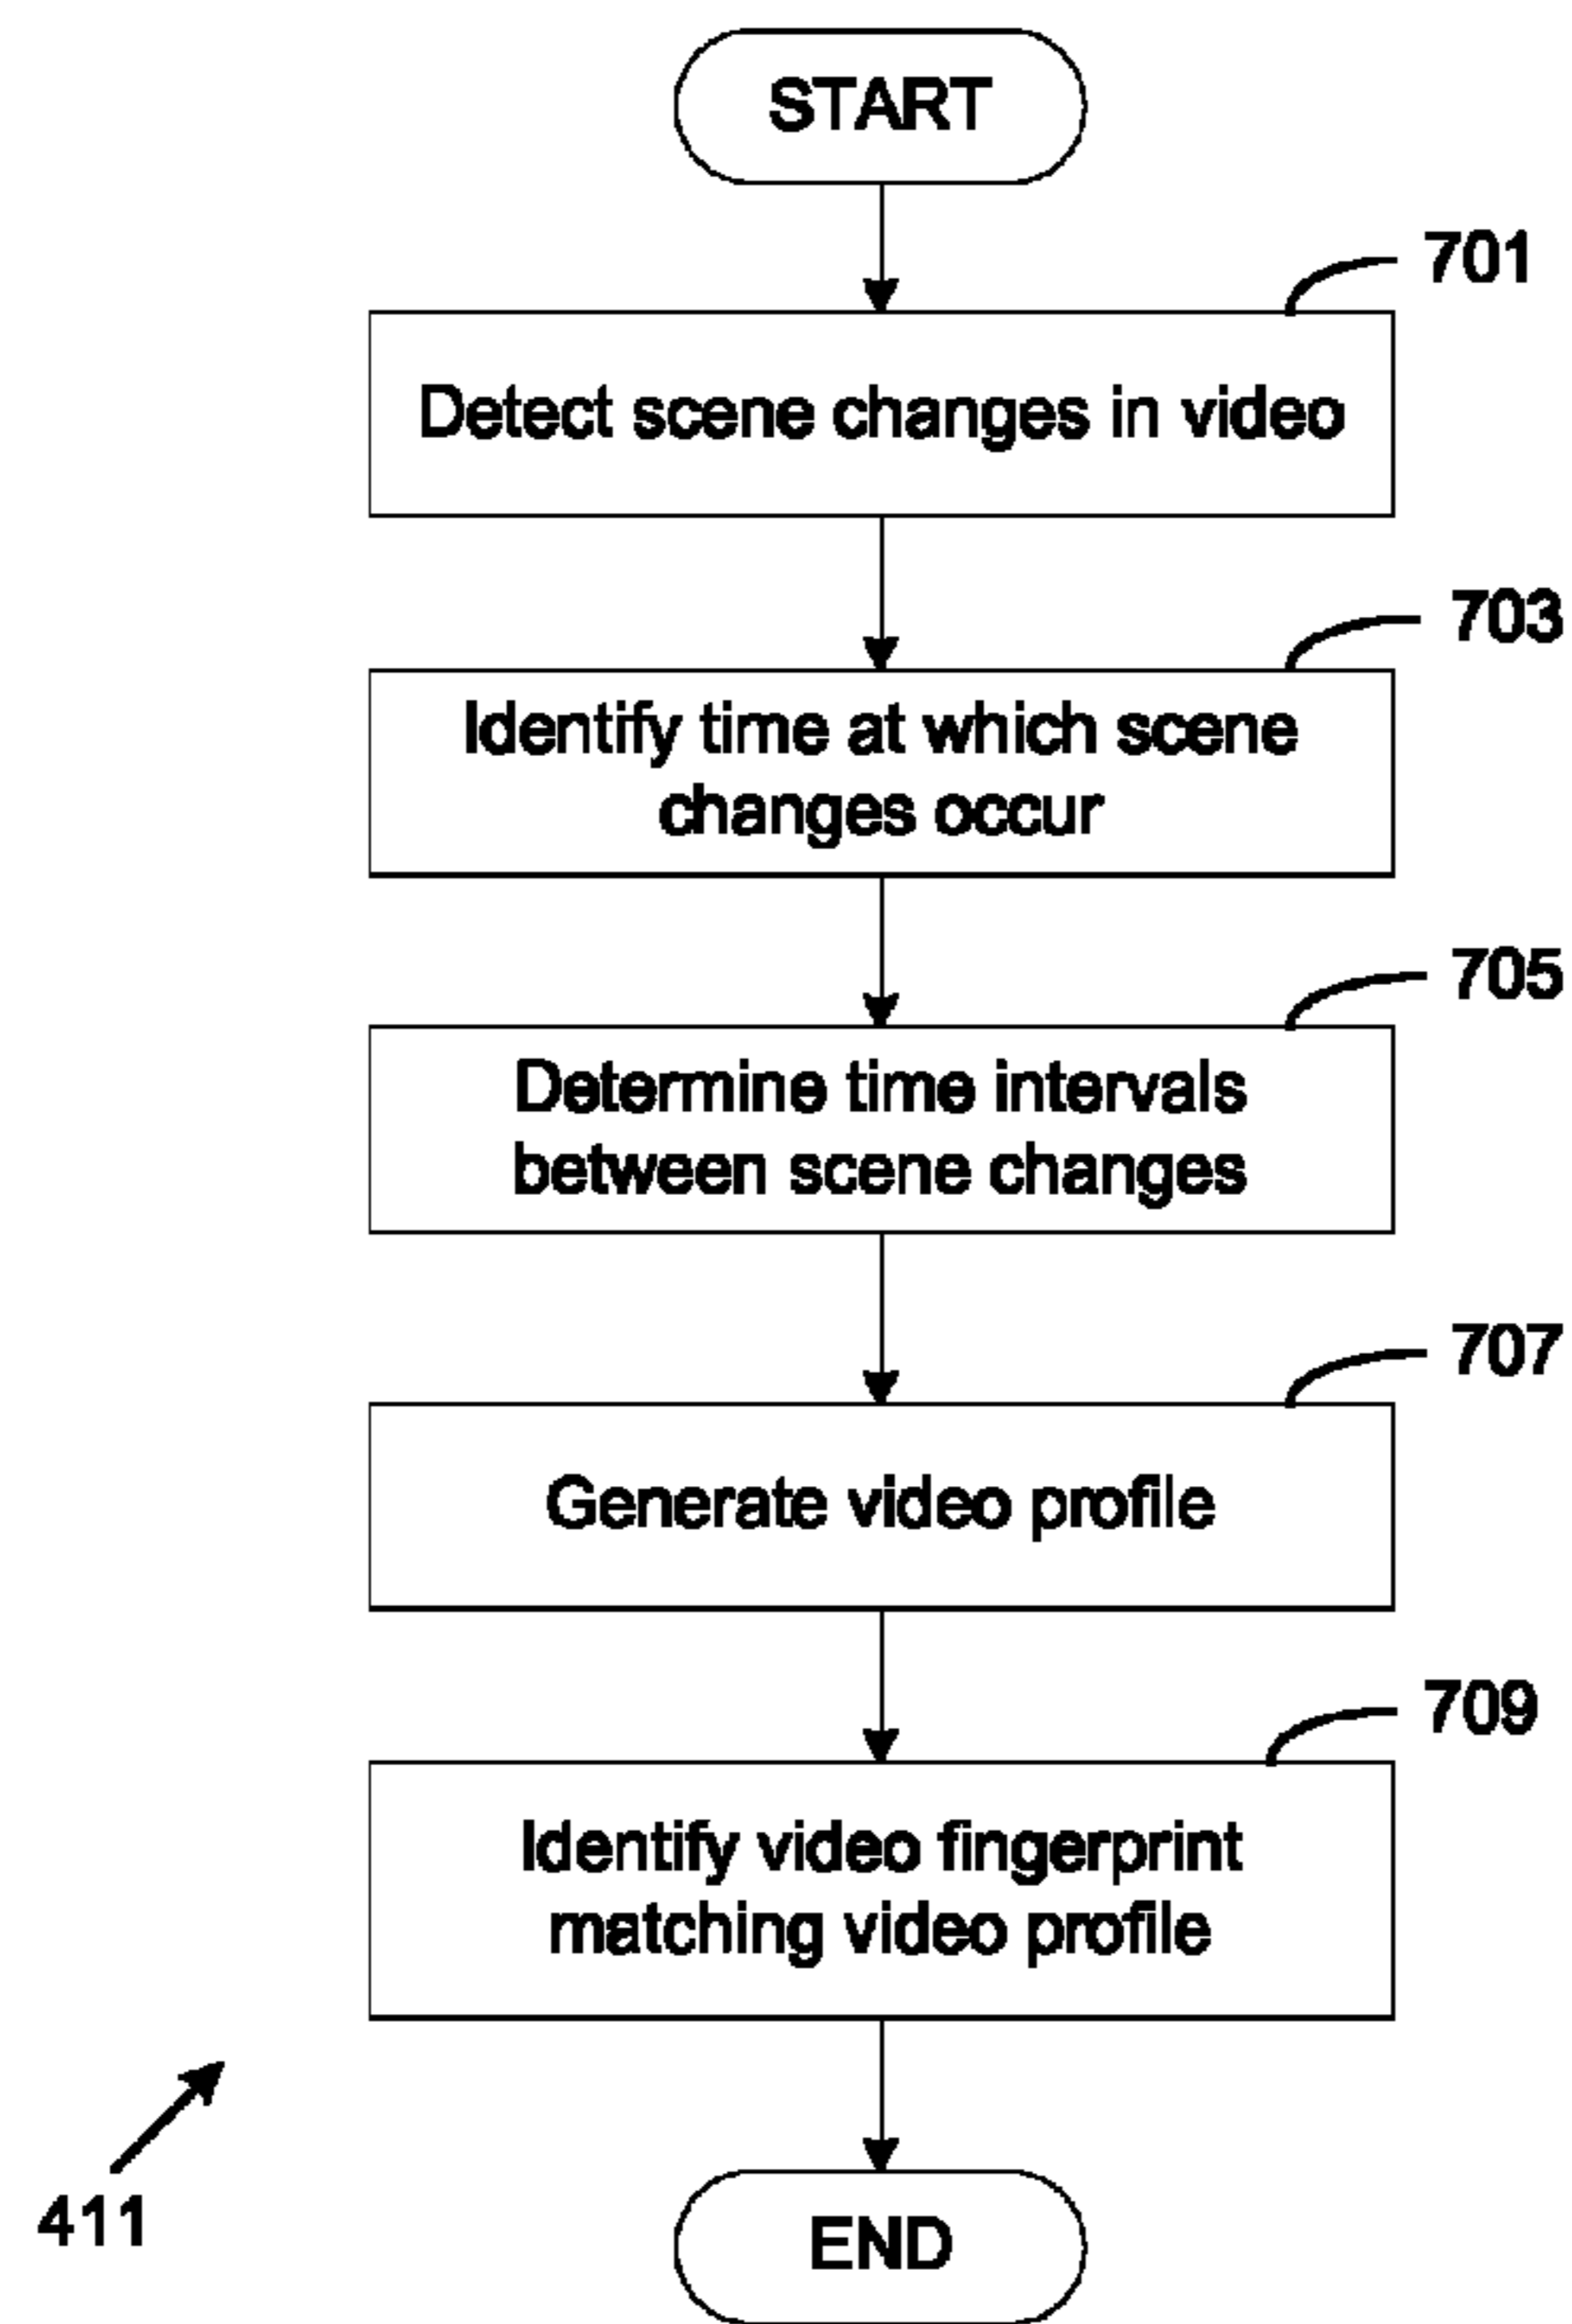 START
701
Detect scene changes in video
703
Identify time at which scene
changes occur
705
Determine time intervals
between scene changes
707
Generate video profile
709
Identify video fingerprint
matching video profile
411
END